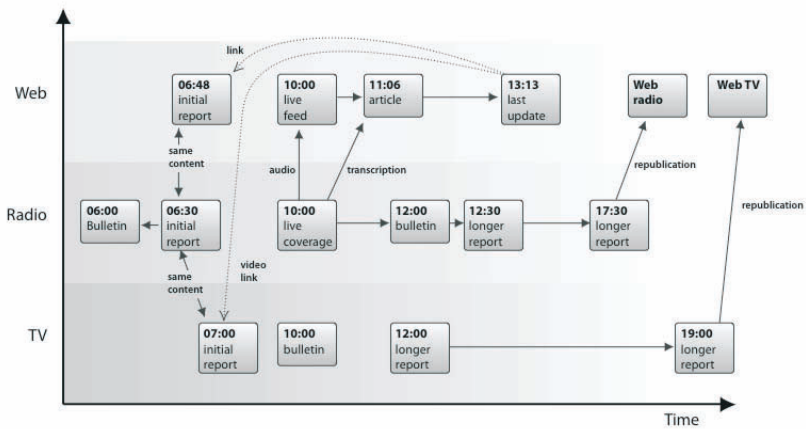 link
Web
06:48
initial
report
10:00
live
feed
11:06
article
13:13
last
update
Web
radio
Web TV
same
content
audio
transcription
republication
Radio
06:00
Bulletin
06:30
initial
report
10:00
live
coverage
12:00
bulletin
12:30
longer
report
17:30
longer
report
republication
same
content
video
link
TV
07:00
initial
report
10:00
bulletin
12:00
longer
report
19:00
longer
report
Time